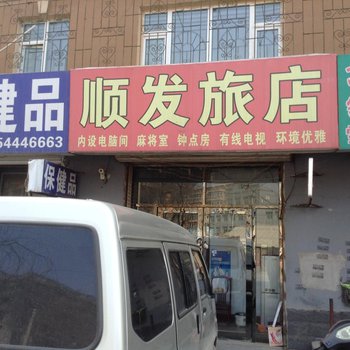 健品
54446663
顺发旅店
内设电脑间 麻将室 钟点房 有线电视 环境优雅
保健品